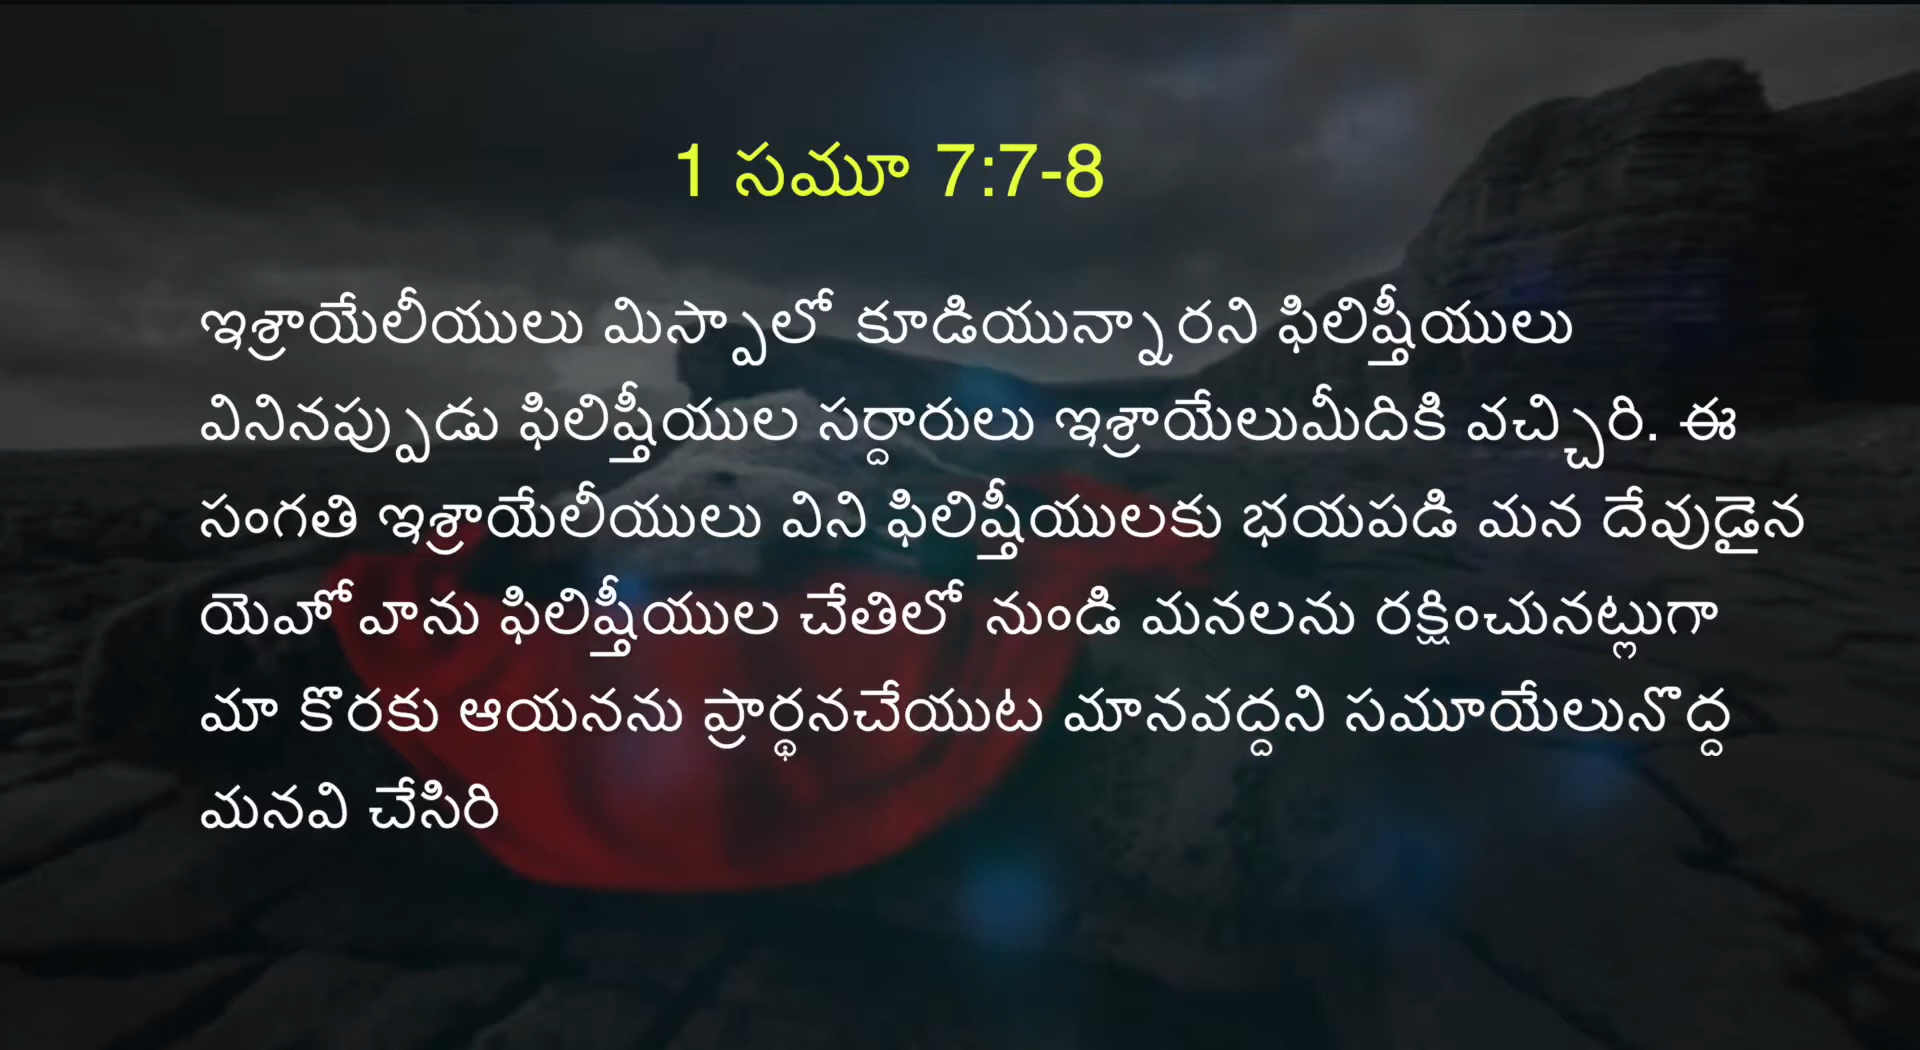 1 సమూ 7:7-8
ఇశ్రాయేలీయులు మిస్పాలో కూడియున్నారని ఫిలిష్తీయులు
వినినప్పుడు ఫిలిష్తీయుల సర్దారులు ఇశ్రాయేలుమీదికి వచ్చిరి. ఈ
సంగతి ఇశ్రాయేలీయులు విని ఫిలిష్తీయులకు భయపడి మన దేవుడైన
యెహోవాను ఫిలిష్తీయుల చేతిలో నుండి మనలను రక్షించునట్లుగా
మా కొరకు ఆయనను ప్రార్థనచేయుట మానవద్దని సమూయేలునొద్ద
మనవి చేసిరి